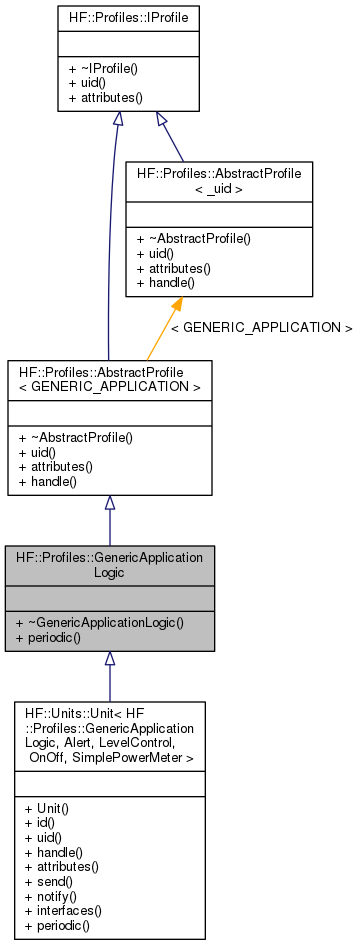 HF::Profiles::IProfile
+ ~IProfile()
+ uid()
+ attributes()
HF::Profiles::AbstractProfile
< _uid >
+ ~AbstractProfile()
+ uid()
+ attributes()
+ handle()
< GENERIC_APPLICATION >
HF::Profiles::AbstractProfile
< GENERIC_APPLICATION >
+ ~AbstractProfile()
+ uid()
+ attributes()
+ handle()
HF::Profiles::GenericApplication
Logic
+ ~GenericApplicationLogic()
+ periodic()
HF::Units::Unit< HF
::Profiles::GenericApplication
Logic, Alert, LevelControl,
OnOff, SimplePowerMeter >
+ Unit()
+ id()
+ uid()
+ handle()
+ attributes()
+ send()
+ notify()
+ interfaces()
+ periodic()